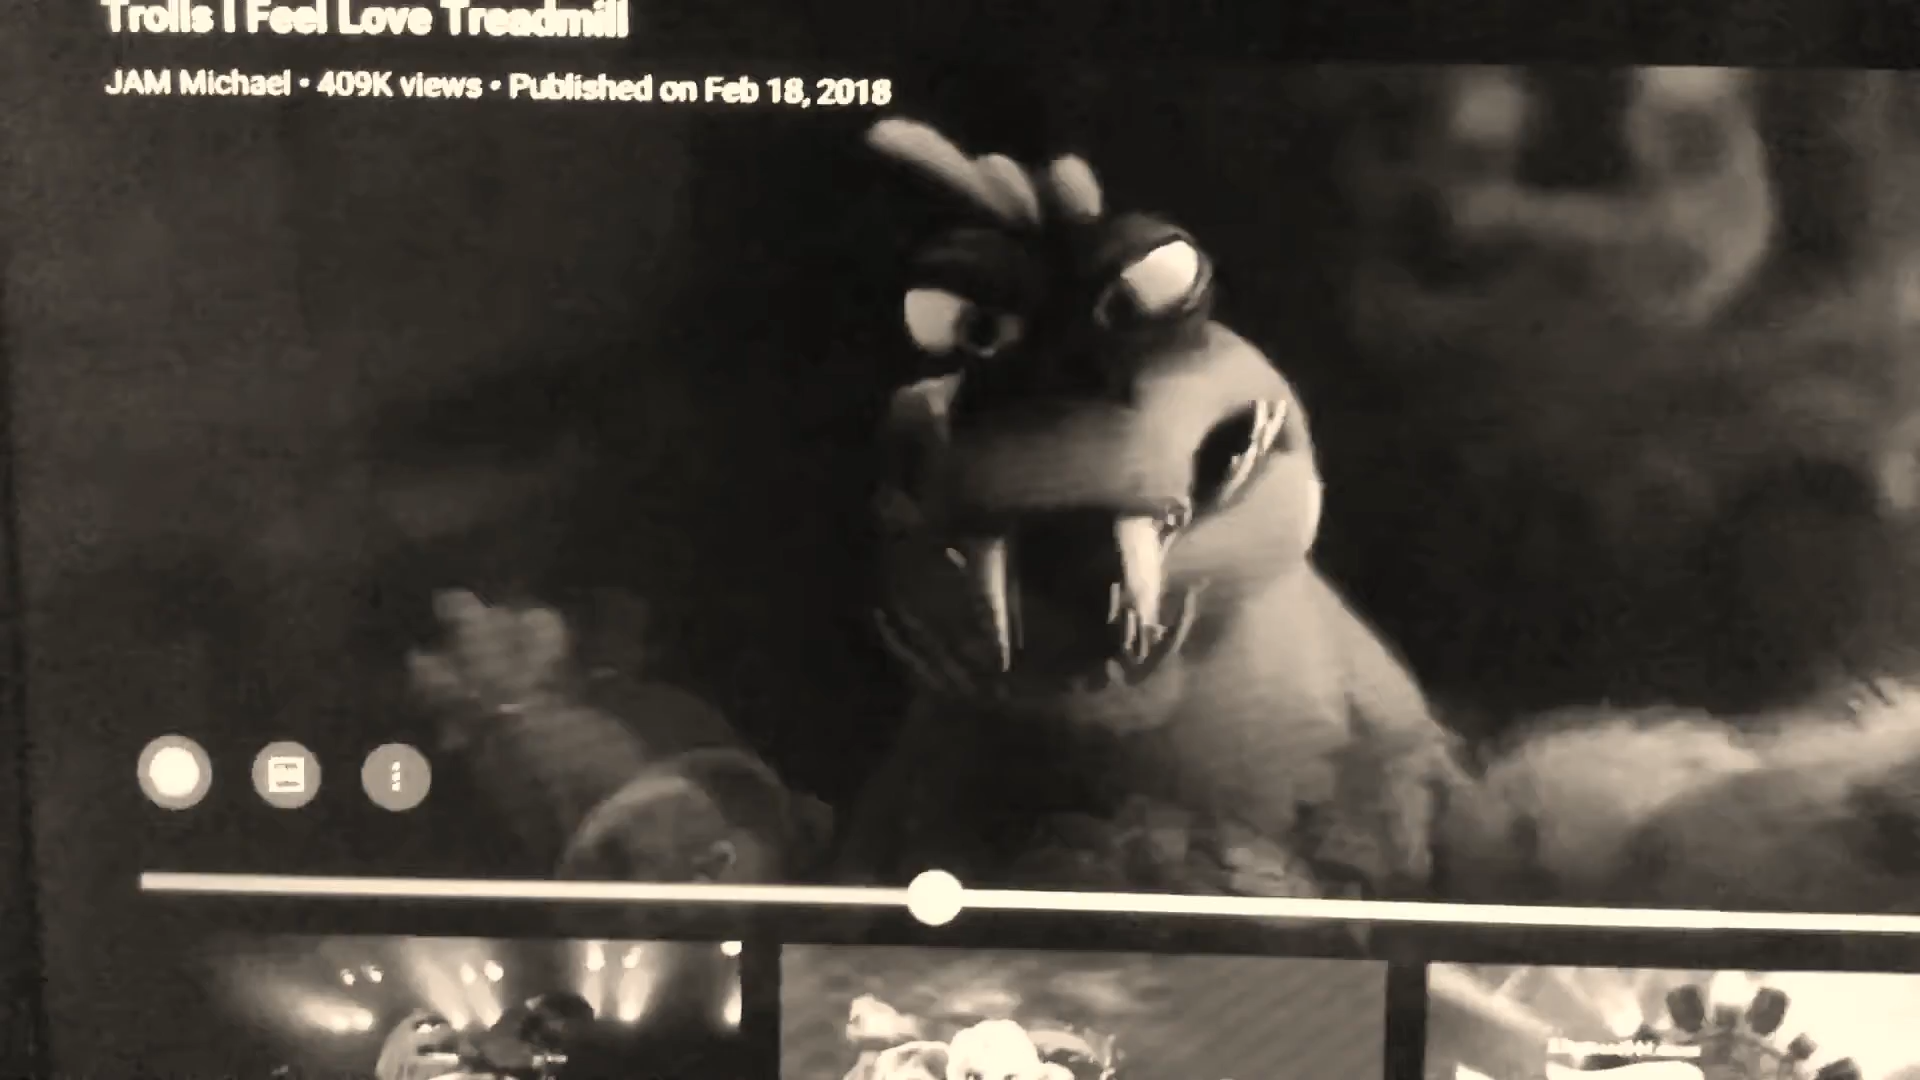 Trolls I Feel Love Treadmill
JAM Michael • 409K views • Published on Feb 18, 2018